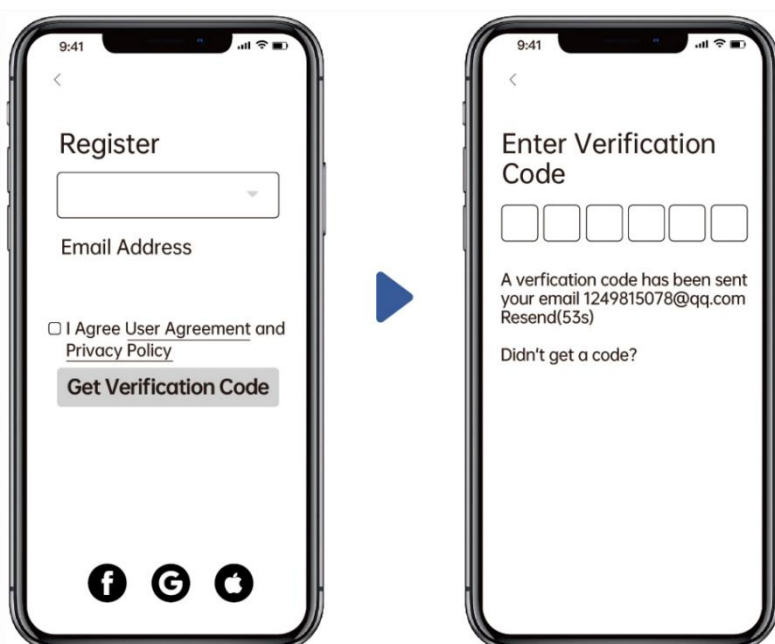 9:41
Register
Email Address
I Agree User Agreement and
Privacy Policy
Get Verification Code
f G
9:41
Enter Verification
Code
A verfication code has been sent
your email 1249815078@qq.com
Resend(53s)
Didn't get a code?